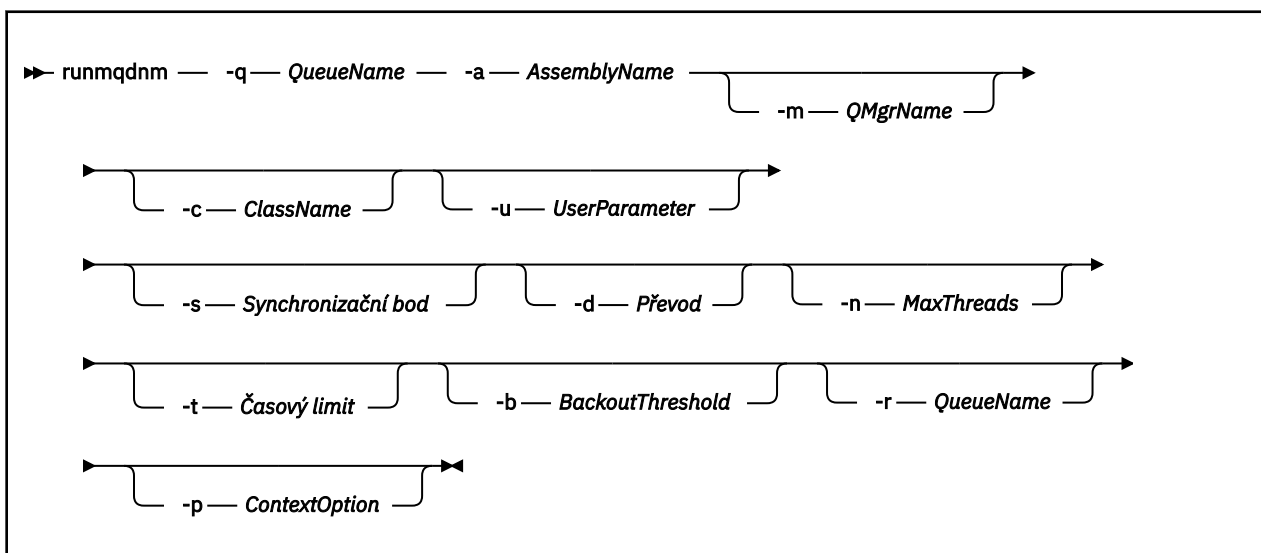 runmqdnm -q QueueName -a AssemblyName
-m QMgrName
-c ClassName -u UserParameter
-s Synchronizační bod -d Převod -n MaxThreads
-t Časový limit -b BackoutThreshold -r QueueName
-p ContextOption